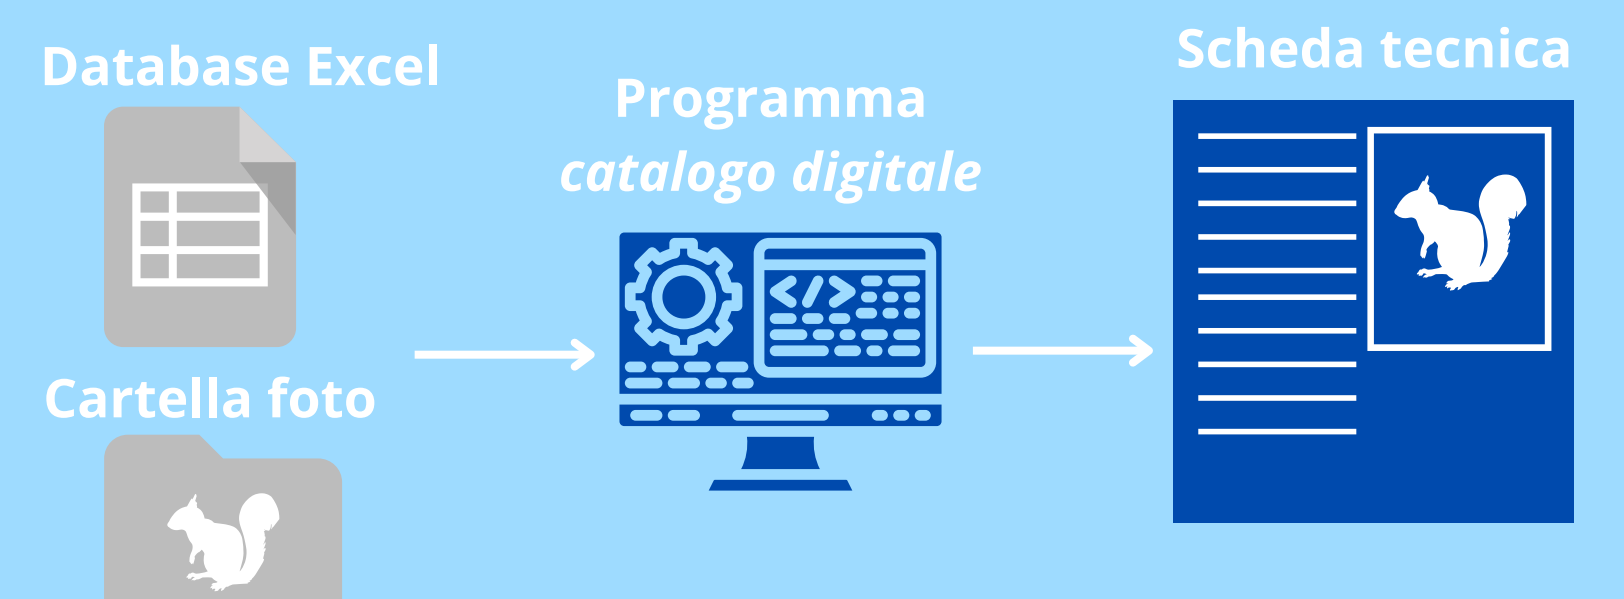 Database Excel
Cartella foto
Programma
catalogo digitale
</>
Scheda tecnica